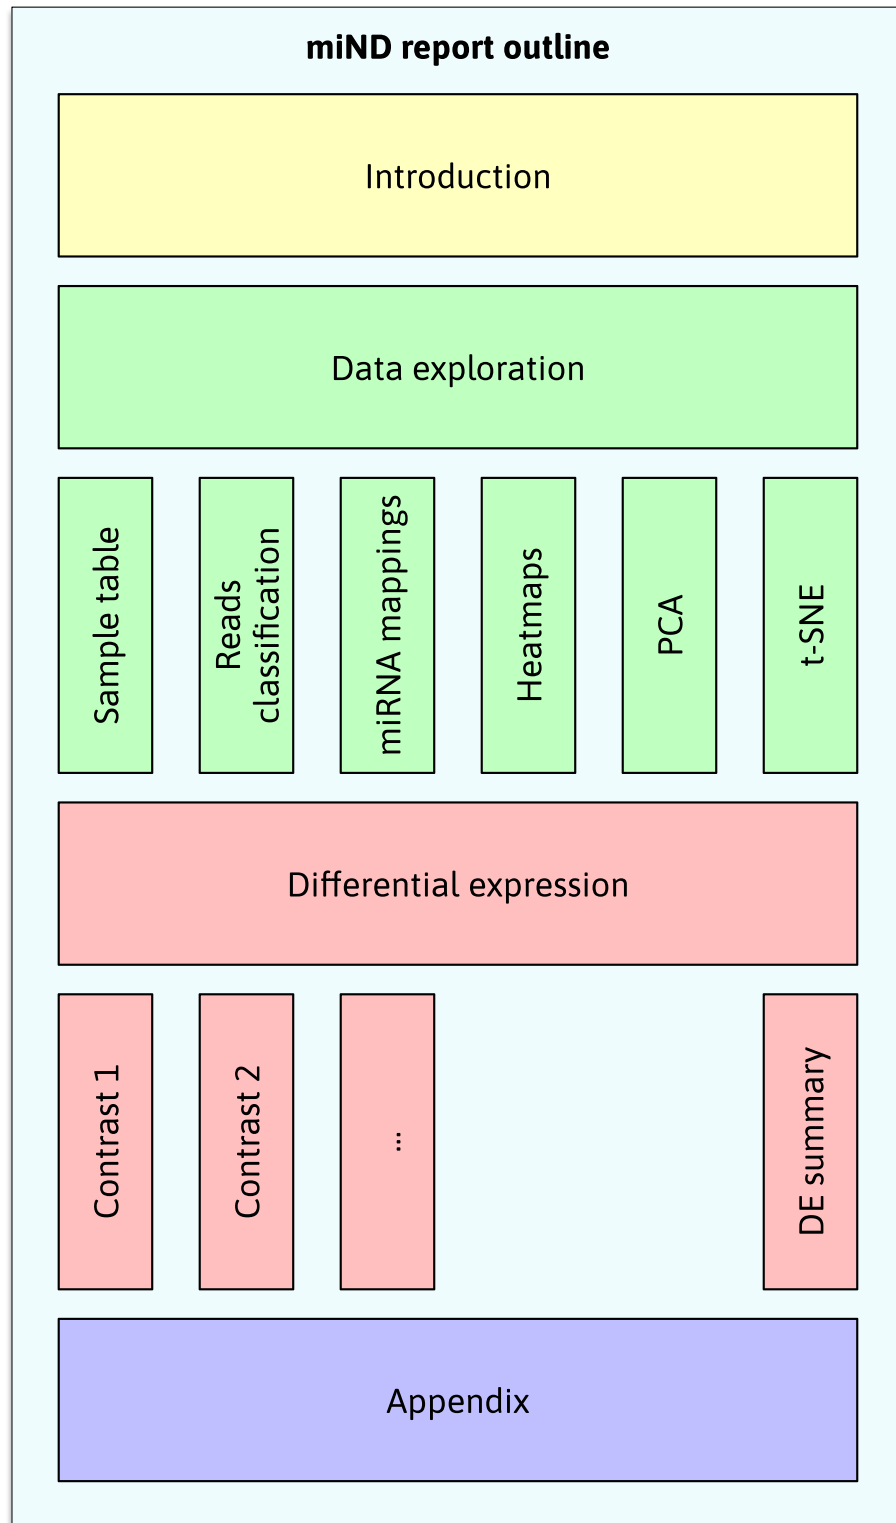 miND report outline
Introduction
Data exploration
Sample table
Reads
classification
miRNA mappings
Heatmaps
PCA
t-SNE
Differential expression
Contrast 1
Contrast 2
...
DE summary
Appendix